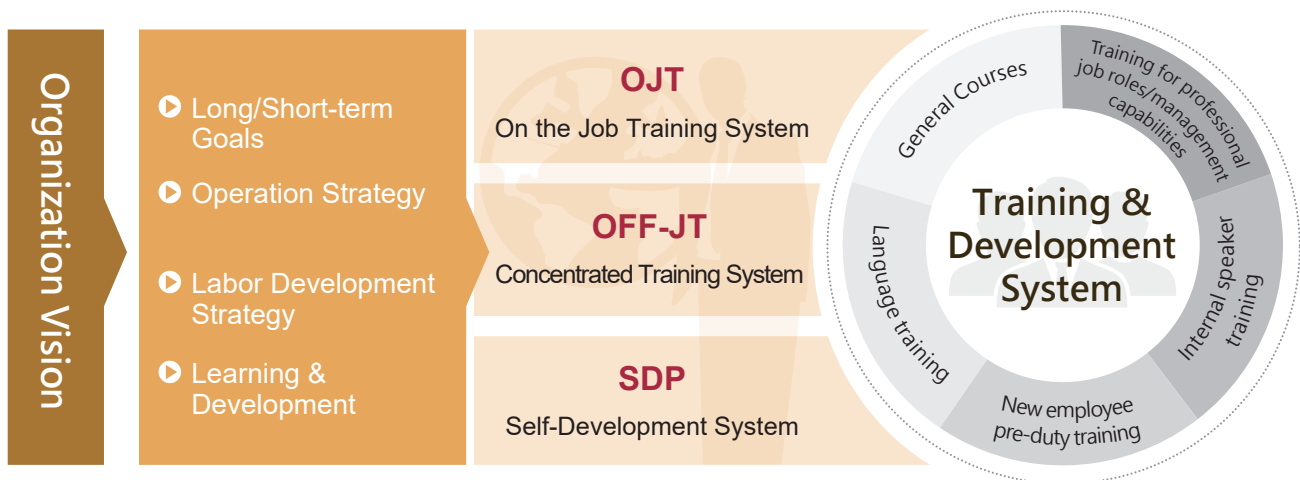 Organization Vision
Long/Short-term
Goals
Operation Strategy
Labor Development
Strategy
Learning &
Development
OJT
On the Job Training System
OFF-JT
Concentrated Training System
SDP
Self-Development System
Training &
Development
System
General Courses
Training for professional
job roles/management
capabilities
Internal speaker
training
New employee
pre-duty training
Language training